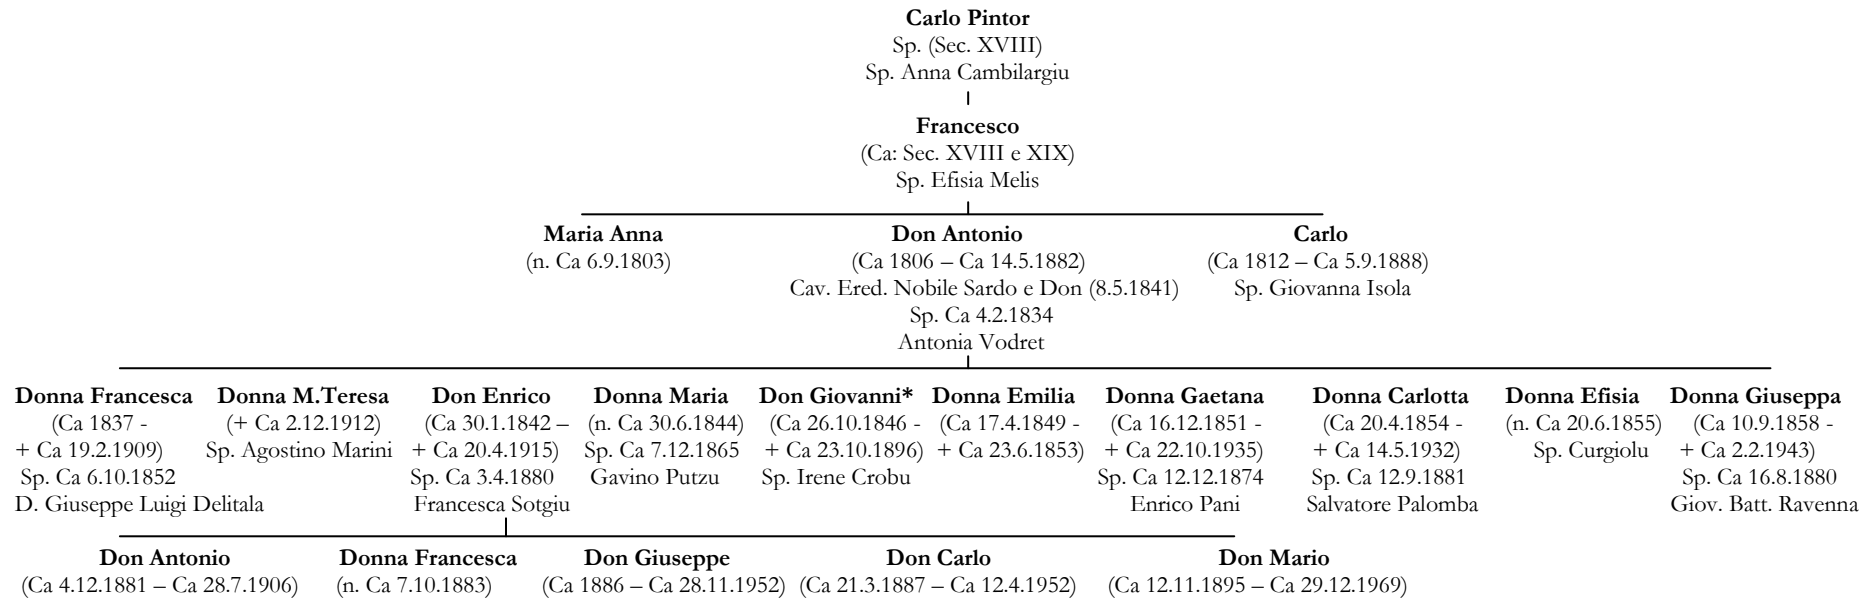 Carlo Pintor
Sp. (Sec. XVIII)
Sp. Anna Cambilargiu
Francesco
(Ca: Sec. XVIII e XIX)
Sp. Efisia Melis
Maria Anna
(n. Ca 6.9.1803)
Don Antonio
(Ca 1806 – Ca 14.5.1882)
Cav. Ered. Nobile Sardo e Don (8.5.1841)
Sp. Ca 4.2.1834
Antonia Vodret
Carlo
(Ca 1812 – Ca 5.9.1888)
Sp. Giovanna Isola
Donna Francesca
(Ca 1837 -
+ Ca 19.2.1909)
Sp. Ca 6.10.1852
D. Giuseppe Luigi Delitala
Donna M.Teresa
(+ Ca 2.12.1912)
Sp. Agostino Marini
Don Enrico
(Ca 30.1.1842 –
+ Ca 20.4.1915)
Sp. Ca 3.4.1880
Francesca Sotgiu
Donna Maria
(n. Ca 30.6.1844)
Sp. Ca 7.12.1865
Gavino Putzu
Don Giovanni*
(Ca 26.10.1846 -
+ Ca 23.10.1896)
Sp. Irene Crobu
Donna Emilia
(Ca 17.4.1849 -
+ Ca 23.6.1853)
Donna Gaetana
(Ca 16.12.1851 -
+ Ca 22.10.1935)
Sp. Ca 12.12.1874
Enrico Pani
Donna Carlotta
(Ca 20.4.1854 -
+ Ca 14.5.1932)
Sp. Ca 12.9.1881
Salvatore Palomba
Donna Efisia
(n. Ca 20.6.1855)
Sp. Curgiolu
Donna Giuseppa
(Ca 10.9.1858 -
+ Ca 2.2.1943)
Sp. Ca 16.8.1880
Giov. Batt. Ravenna
Don Antonio
(Ca 4.12.1881 – Ca 28.7.1906)
Donna Francesca
(n. Ca 7.10.1883)
Don Giuseppe
(Ca 1886 – Ca 28.11.1952)
Don Carlo
(Ca 21.3.1887 – Ca 12.4.1952)
Don Mario
(Ca 12.11.1895 – Ca 29.12.1969)